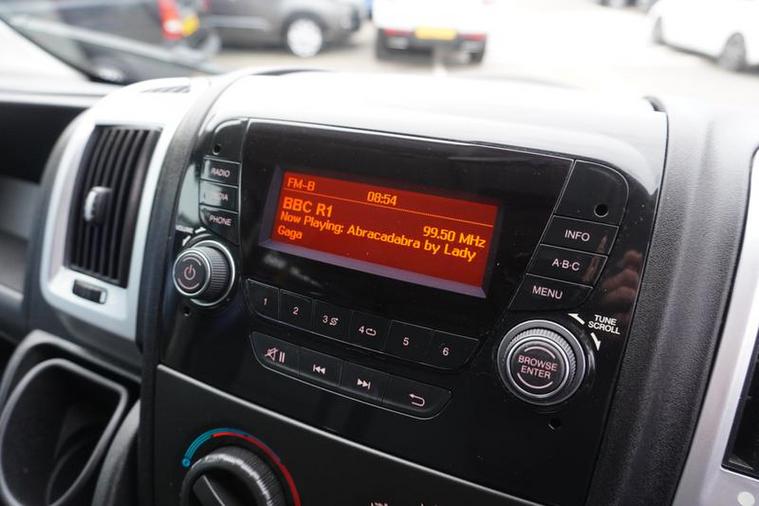 FM-B 08:54
BBC R1
99.50 MHz
Now Playing: Abracadabra by Lady
Gaga
RADIO
MEDIA
PHONE
VOLUME
INFO
A·B·C
MENU
TUNE
SCROLL
BROWSE
ENTER
1 2 3 4 5 6